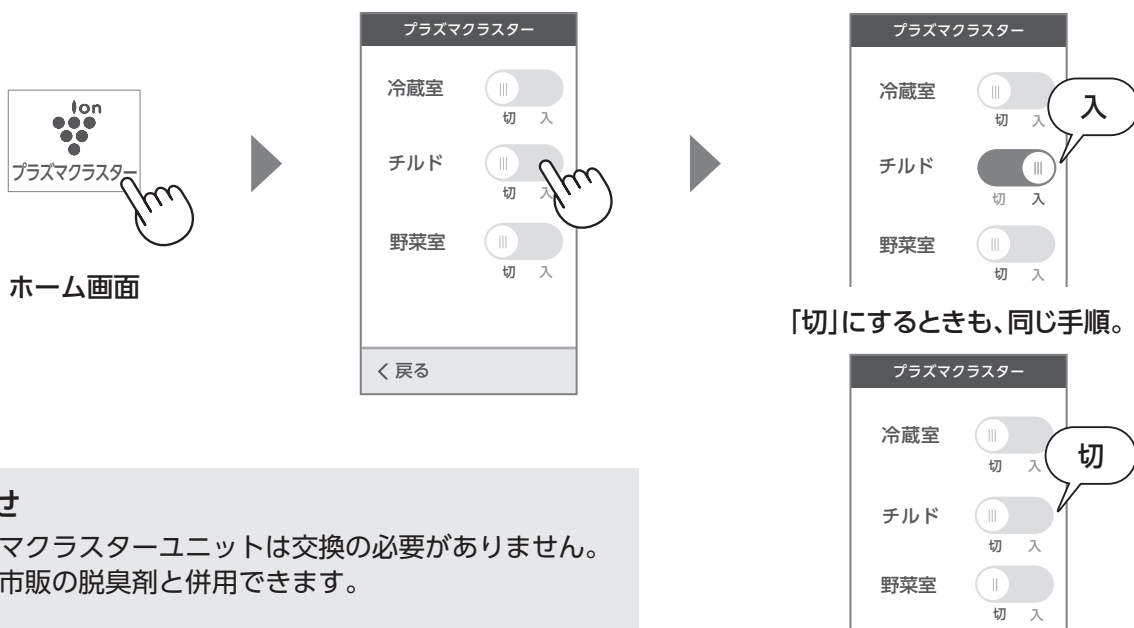 Ion
プラズマクラスター
ホーム画面
プラズマクラスター
冷蔵室
切 入
チルド
切 入
野菜室
切 入
く 戻る
プラズマクラスター
冷蔵室
切 入
入
チルド
切 入
野菜室
切 入
「切」にするときも、同じ手順。
プラズマクラスター
冷蔵室
切 入
切
チルド
切 入
野菜室
切 入
せ
マクラスターユニットは交換の必要がありません。
市販の脱臭剤と併用できます。